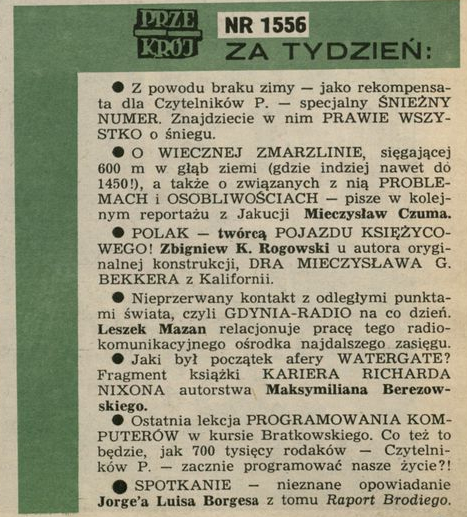 PRZE
KRÓJ
NR 1556
ZA TYDZIEŃ:
● Z powodu braku zimy — jako rekompensa-
ta dla Czytelników P. — specjalny ŚNIEŻNY
NUMER. Znajdziecie w nim PRAWIE WSZY-
STKO o śniegu.
● O WIECZNEJ ZMARZLINIE, sięgającej
600 m w głąb ziemi (gdzie indziej nawet do
1450!), a także o związanych z nią PROBLE-
MACH i OSOBLIWOŚCIACH — pisze w kolej-
nym reportażu z Jakucji Mieczysław Czuma.
● POLAK — twórcą POJAZDU KSIĘŻYCO-
WEGO! Zbigniew K. Rogowski u autora orygi-
nalnej konstrukcji, DRA MIECZYSŁAWA G.
BEKKERA z Kalifornii.
● Nieprzerwany kontakt z odległymi punkta-
mi świata, czyli GDYNIA-RADIO na co dzień.
Leszek Mazan relacjonuje pracę tego radio-
komunikacyjnego ośrodka najdalszego zasięgu.
● Jaki był początek afery WATERGATE?
Fragment książki KARIERA RICHARDA
NIXONA autorstwa Maksymiliana Berezow-
skiego.
● Ostatnia lekcja PROGRAMOWANIA KOM-
PUTERÓW w kursie Bratkowskiego. Co też to
będzie, jak 700 tysięcy rodaków — Czytelni-
ków P. — zacznie programować nasze życie?!
● SPOTKANIE — nieznane opowiadanie
Jorge'a Luisa Borgesa z tomu Raport Brodiego.